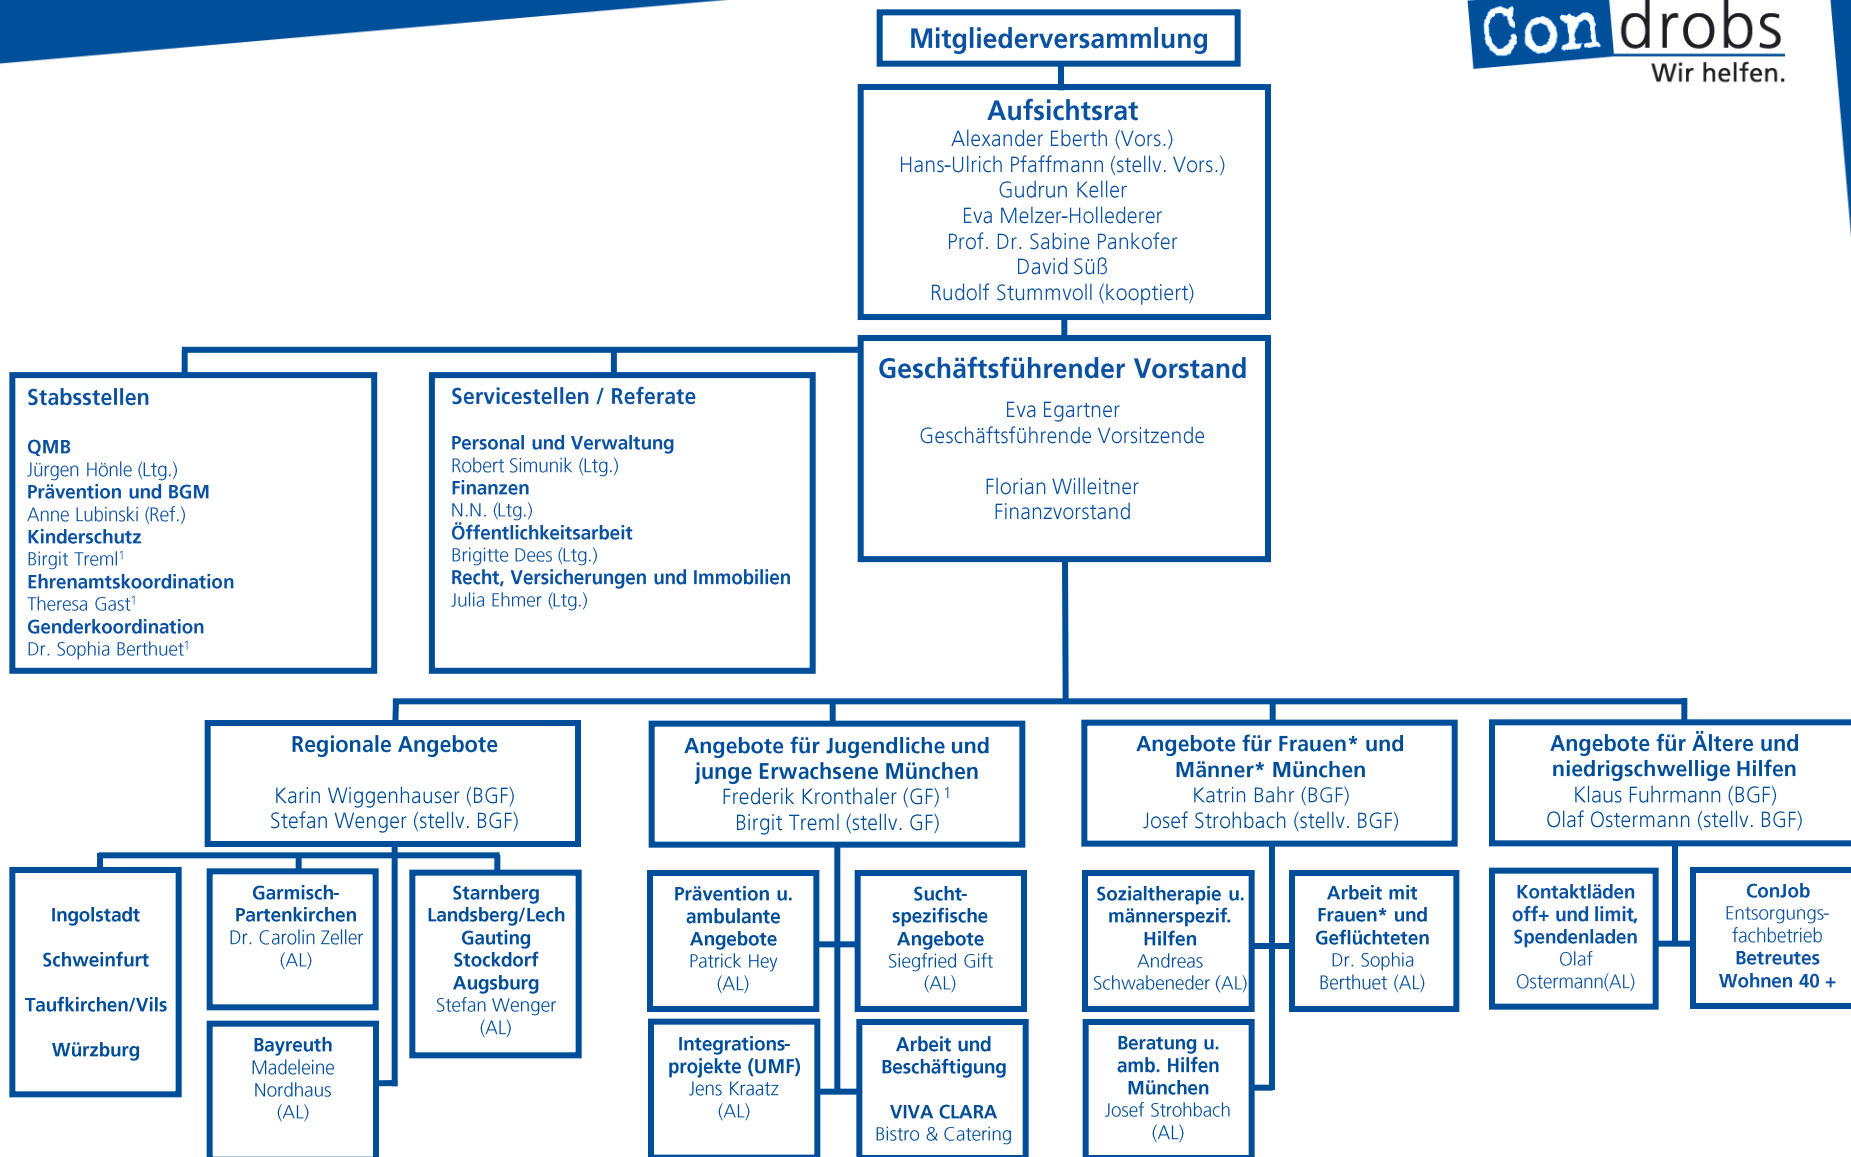 Mitgliederversammlung
Con drobs
Wir helfen.
Aufsichtsrat
Alexander Eberth (Vors.)
Hans-Ulrich Pfaffmann (stellv. Vors.)
Gudrun Keller
Eva Melzer-Hollederer
Prof. Dr. Sabine Pankofer
David Süß
Rudolf Stummvoll (kooptiert)
Geschäftsführender Vorstand
Eva Egartner
Geschäftsführende Vorsitzende
Florian Willeitner
Finanzvorstand
Stabsstellen
QMB
Jürgen Hönle (Ltg.)
Prävention und BGM
Anne Lubinski (Ref.)
Kinderschutz
Birgit Treml¹
Ehrenamtskoordination
Theresa Gast¹
Genderkoordination
Dr. Sophia Berthuet¹
Servicestellen / Referate
Personal und Verwaltung
Robert Simunik (Ltg.)
Finanzen
N.N. (Ltg.)
Öffentlichkeitsarbeit
Brigitte Dees (Ltg.)
Recht, Versicherungen und Immobilien
Julia Ehmer (Ltg.)
Regionale Angebote
Karin Wiggenhauser (BGF)
Stefan Wenger (stellv. BGF)
Ingolstadt
Schweinfurt
Taufkirchen/Vils
Würzburg
Garmisch-
Partenkirchen
Dr. Carolin Zeller
(AL)
Bayreuth
Madeleine
Nordhaus
(AL)
Starnberg
Landsberg/Lech
Gauting
Stockdorf
Augsburg
Stefan Wenger
(AL)
Angebote für Jugendliche und
junge Erwachsene München
Frederik Kronthaler (GF) ¹
Birgit Treml (stellv. GF)
Prävention u.
ambulante
Angebote
Patrick Hey
(AL)
Sucht-
spezifische
Angebote
Siegfried Gift
(AL)
Integrations-
projekte (UMF)
Jens Kraatz
(AL)
Arbeit und
Beschäftigung
VIVA CLARA
Bistro & Catering
Angebote für Frauen* und
Männer* München
Katrin Bahr (BGF)
Josef Strohbach (stellv. BGF)
Sozialtherapie u.
männerspezif.
Hilfen
Andreas
Schwabeneder (AL)
Arbeit mit
Frauen* und
Geflüchteten
Dr. Sophia
Berthuet (AL)
Beratung u.
amb. Hilfen
München
Josef Strohbach
(AL)
Angebote für Ältere und
niedrigschwellige Hilfen
Klaus Fuhrmann (BGF)
Olaf Ostermann (stellv. BGF)
Kontaktläden
off+ und limit,
Spendenladen
Olaf
Ostermann(AL)
ConJob
Entsorgungs-
fachbetrieb
Betreutes
Wohnen 40 +